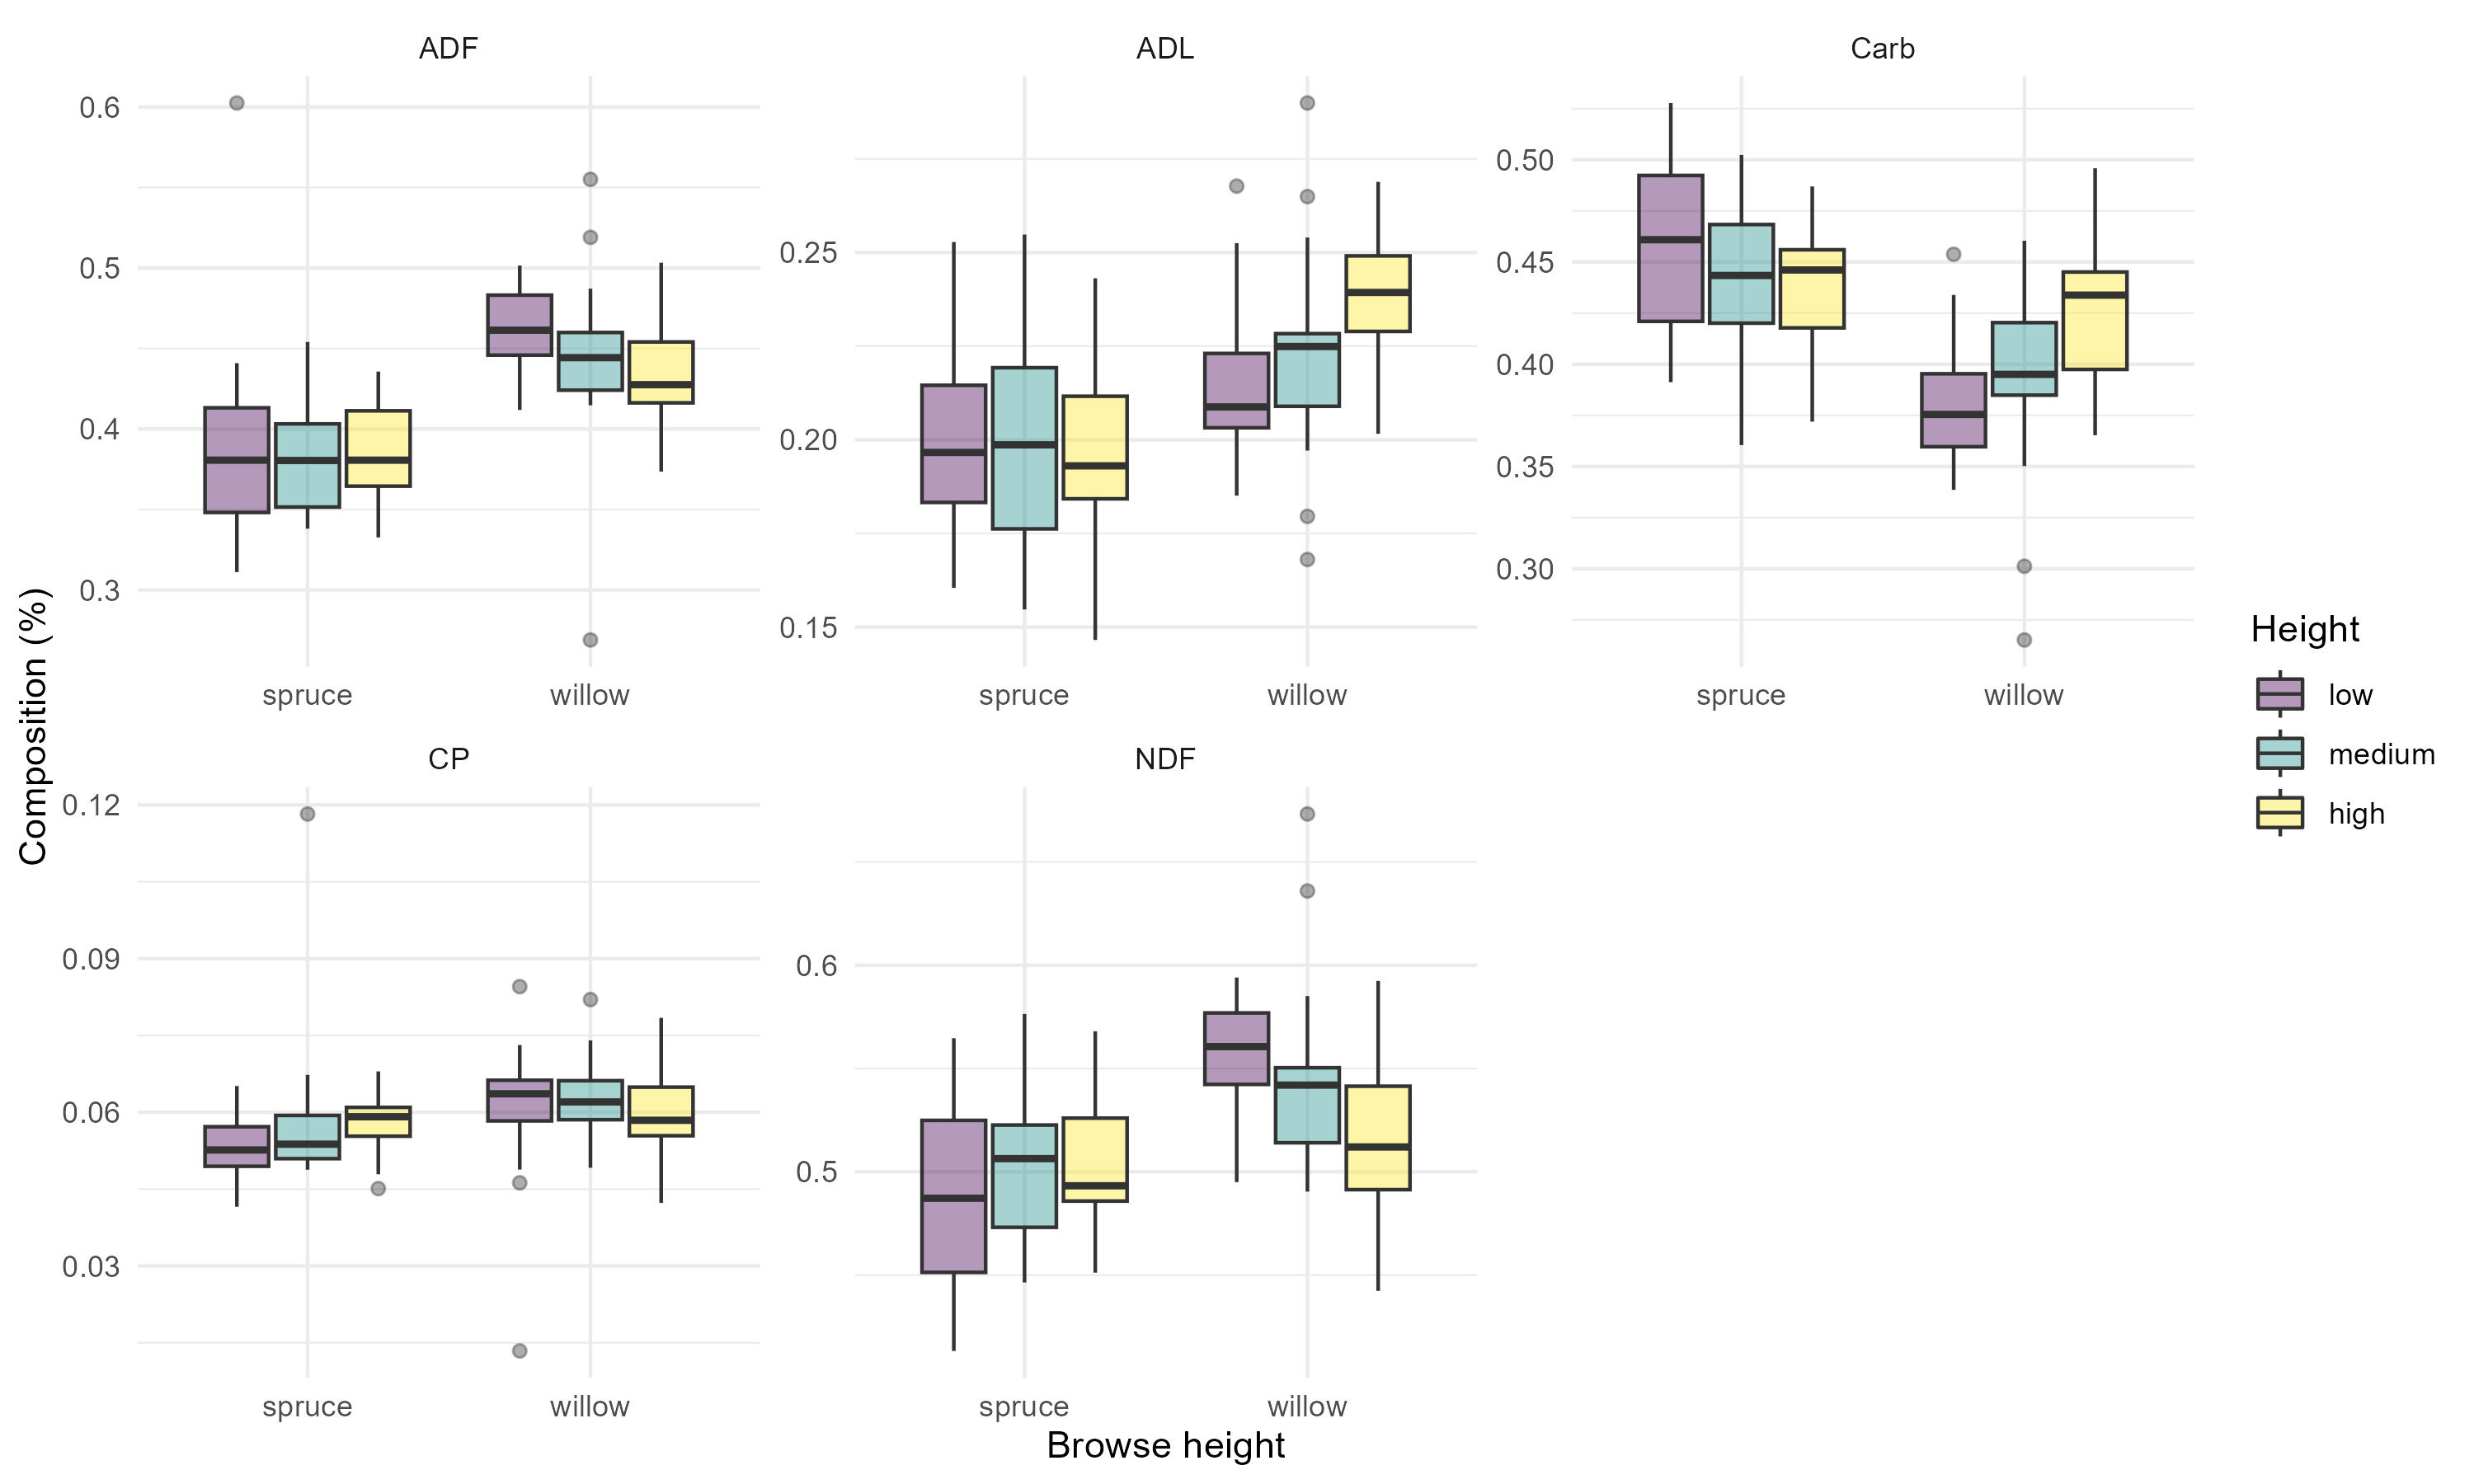 ADF
ADL
Carb
0.6
0.5
0.4
0.3
0.25
0.20
0.15
0.50
0.45
0.40
0.35
0.30
spruce
willow
spruce
willow
spruce
willow
Composition (%)
CP
NDF
0.12
0.09
0.06
0.03
0.6
0.5
spruce
willow
spruce
willow
Browse height
Height
low
medium
high